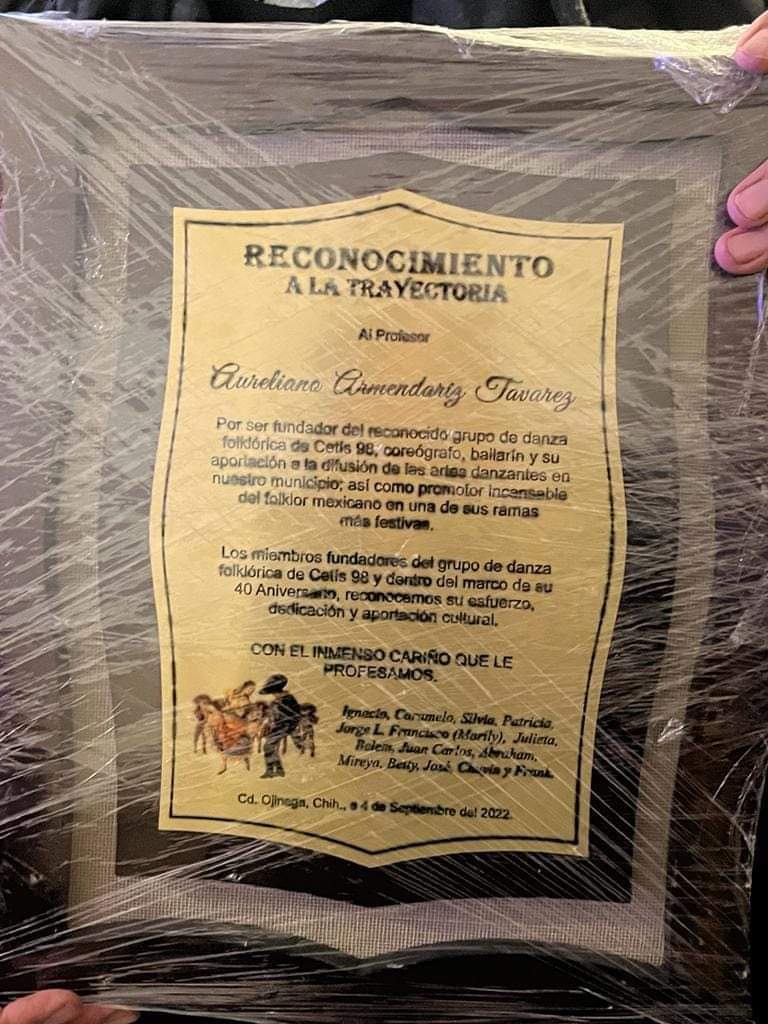 RECONOCIMIENTO
A LA TRAYECTORIA
Al Profesor
Aureliano Armendariz Tavarez
Por ser fundador del reconocido grupo de danza
folklórica de Cetis 98, coreógrafo, bailarín y su
aportación a la difusión de las artes danzantes en
nuestro municipio; así como promotor incansable
del folklor mexicano en una de sus ramas
más festivas.
Los miembros fundadores del grupo de danza
folklórica de Cetis 98 y dentro del marco de su
40 Aniversario, reconocemos su esfuerzo,
dedicación y aportación cultural.
CON EL INMENSO CARIÑO QUE LE
PROFESAMOS.
Ignacio, Caramelo, Silvia, Patricia,
Jorge L. Francisco (Marily), Julieta,
Belem, Juan Carlos, Abraham,
Mireya, Betty, José, y Frank.
Cd. Ojinaga, Chih., a 4 de Septiembre del 2022.